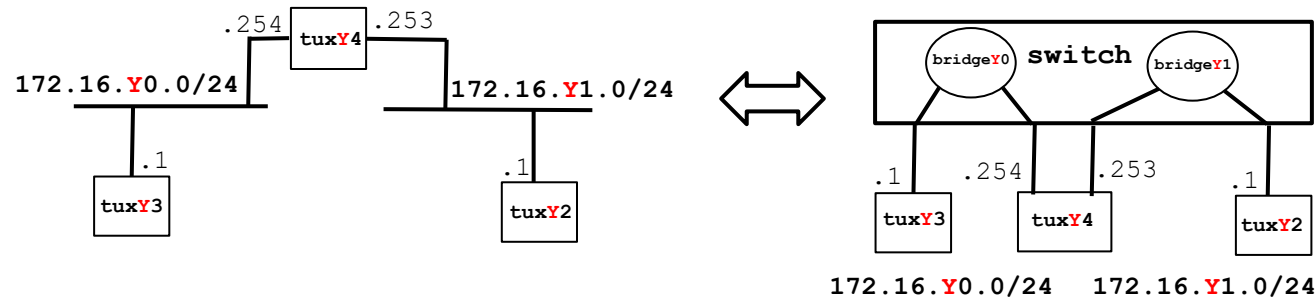 .254
tuxY4
.253
172.16.Y0.0/24
172.16.Y1.0/24
.1
tuxY3
.1
tuxY2
bridgeY0
switch
bridgeY1
.1
.254
.253
.1
tuxY3
tuxY4
tuxY2
172.16.Y0.0/24
172.16.Y1.0/24